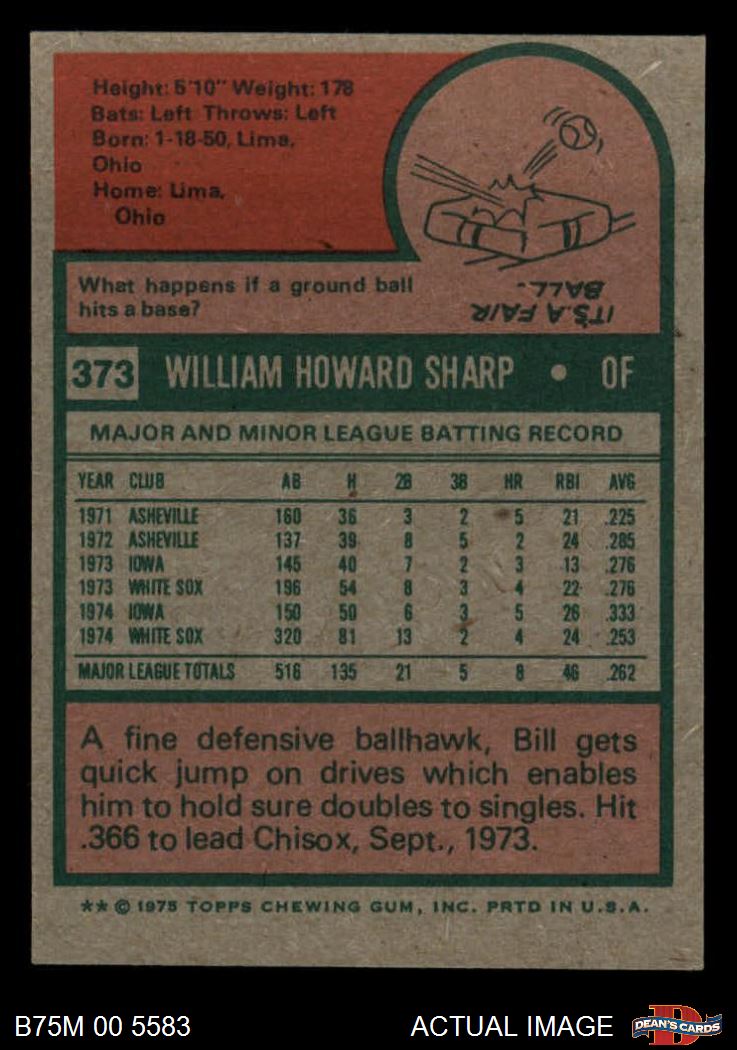 Height: 5'10" Weight: 178
Bats: Left Throws: Left
Born: 1-18-50, Lima,
Ohio
Home: Lima,
Ohio
What happens if a ground ball
hits a base?
IT'S A FAIR
BALL.
373 WILLIAM HOWARD SHARP • OF
MAJOR AND MINOR LEAGUE BATTING RECORD
YEAR CLUB AB H 2B 3B HR RBI AVG
1971 ASHEVILLE 160 36 3 2 5 21 .225
1972 ASHEVILLE 137 39 8 5 2 24 .285
1973 IOWA 145 40 7 2 3 13 .276
1973 WHITE SOX 196 54 8 3 4 22 .276
1974 IOWA 150 50 6 3 5 26 .333
1974 WHITE SOX 320 81 13 2 4 24 .253
MAJOR LEAGUE TOTALS 516 135 21 5 8 46 .262
A fine defensive ballhawk, Bill gets
quick jump on drives which enables
him to hold sure doubles to singles. Hit
.366 to lead Chisox, Sept., 1973.
** © 1975 TOPPS CHEWING GUM, INC. PRTD IN U.S.A.
B75M 00 5583 ACTUAL IMAGE D DEAN'S CARDS